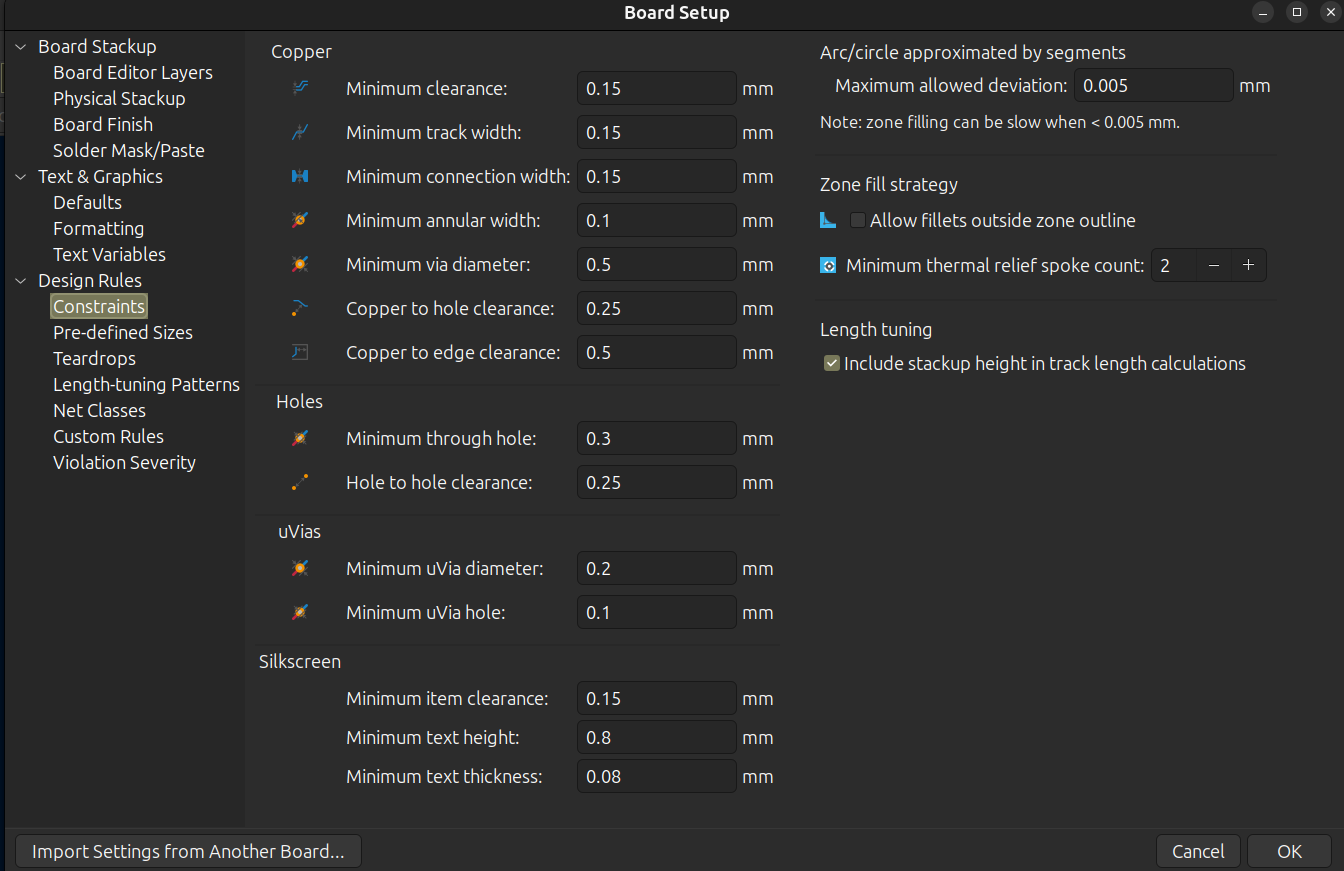 Board Setup
Board Stackup
Board Editor Layers
Physical Stackup
Board Finish
Solder Mask/Paste
Text & Graphics
Defaults
Formatting
Text Variables
Design Rules
Constraints
Pre-defined Sizes
Teardrops
Length-tuning Patterns
Net Classes
Custom Rules
Violation Severity
Copper
Minimum clearance: 0.15 mm
Minimum track width: 0.15 mm
Minimum connection width: 0.15 mm
Minimum annular width: 0.1 mm
Minimum via diameter: 0.5 mm
Copper to hole clearance: 0.25 mm
Copper to edge clearance: 0.5 mm
Holes
Minimum through hole: 0.3 mm
Hole to hole clearance: 0.25 mm
uVias
Minimum uVia diameter: 0.2 mm
Minimum uVia hole: 0.1 mm
Silkscreen
Minimum item clearance: 0.15 mm
Minimum text height: 0.8 mm
Minimum text thickness: 0.08 mm
Arc/circle approximated by segments
Maximum allowed deviation: 0.005 mm
Note: zone filling can be slow when < 0.005 mm.
Zone fill strategy
Allow fillets outside zone outline
Minimum thermal relief spoke count: 2 − +
Length tuning
Include stackup height in track length calculations
Import Settings from Another Board...
Cancel
OK